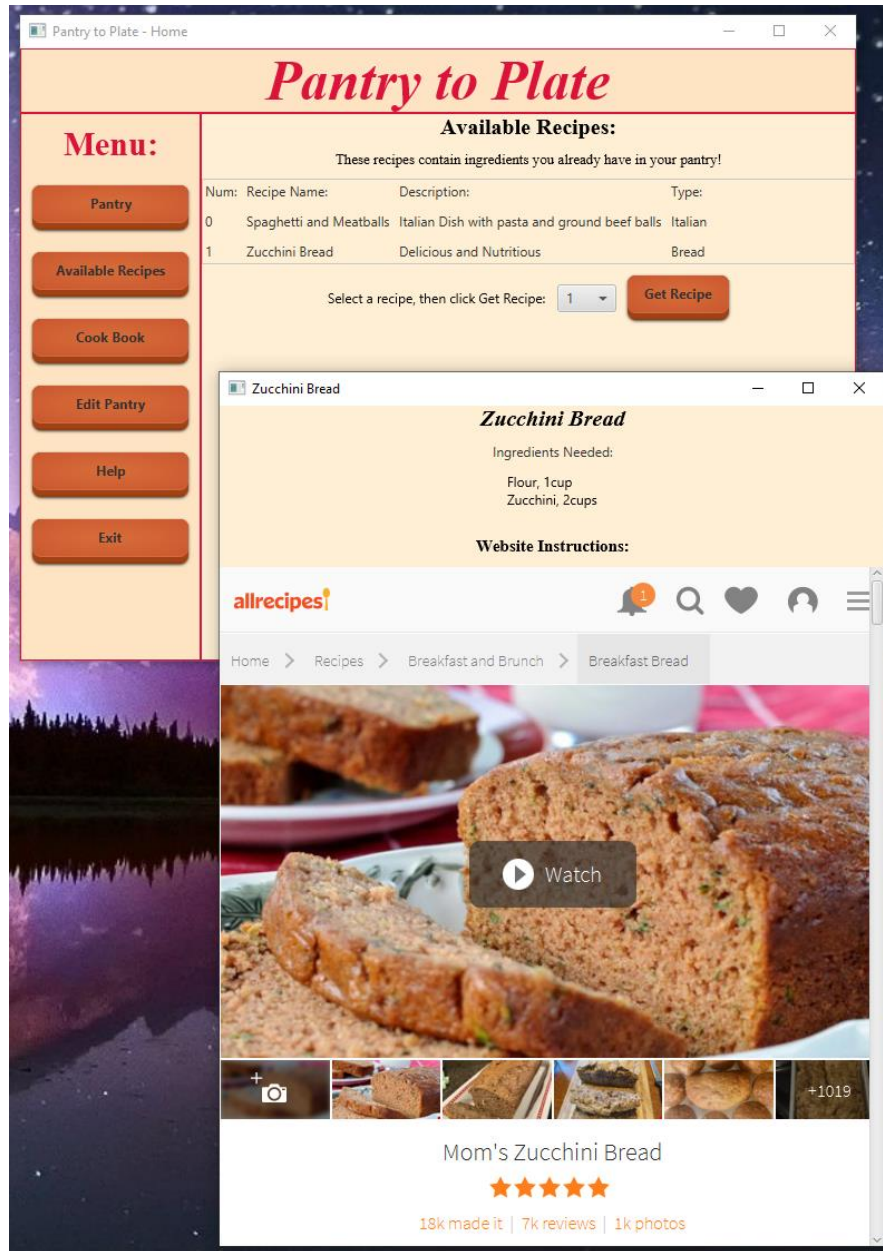 Pantry to Plate - Home
Pantry to Plate
Menu:
Pantry
Available Recipes
Cook Book
Edit Pantry
Help
Exit
Available Recipes:
These recipes contain ingredients you already have in your pantry!
Num: Recipe Name: Description: Type:
0 Spaghetti and Meatballs Italian Dish with pasta and ground beef balls Italian
1 Zucchini Bread Delicious and Nutritious Bread
Select a recipe, then click Get Recipe: 1 Get Recipe
Zucchini Bread
Zucchini Bread
Ingredients Needed:
Flour, 1cup
Zucchini, 2cups
Website Instructions:
allrecipes 1
Home > Recipes > Breakfast and Brunch > Breakfast Bread
Watch
+1019
Mom's Zucchini Bread
18k made it | 7k reviews | 1k photos